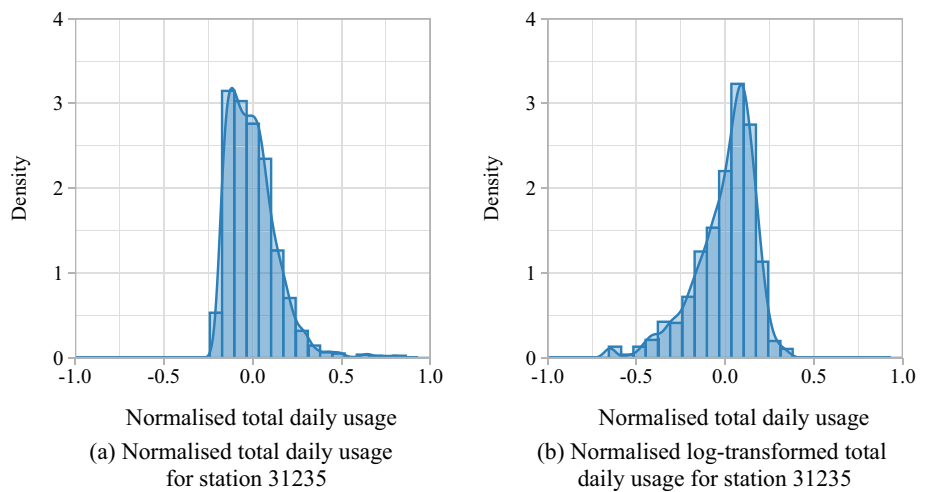 4
3
2
1
0
Density
-1.0 -0.5 0.0 0.5 1.0
Normalised total daily usage
(a) Normalised total daily usage
for station 31235
4
3
2
1
0
Density
-1.0 -0.5 0.0 0.5 1.0
Normalised total daily usage
(b) Normalised log-transformed total
daily usage for station 31235